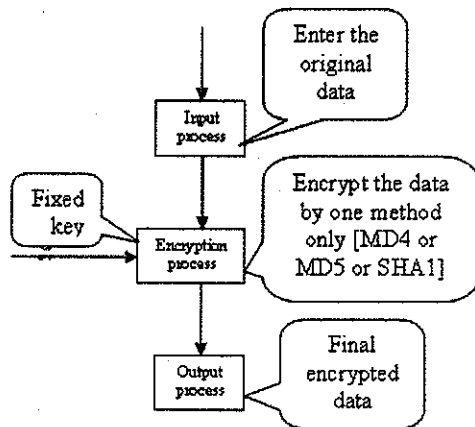 Enter the
original
data
Input
process
Fixed
key
Encryption
process
Encrypt the data
by one method
only [MD4 or
MD5 or SHA1]
Output
process
Final
encrypted
data